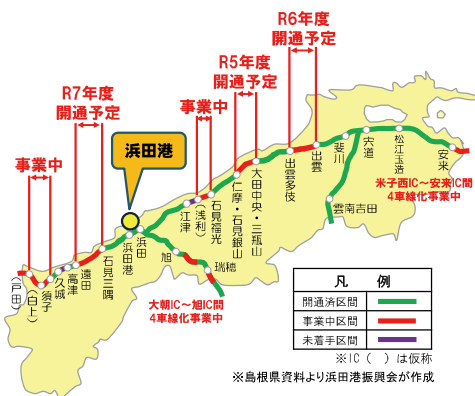 R6年度
開通予定
R5年度
開通予定
事業中
R7年度
開通予定
事業中
浜田港
安来
松江玉造
宍道
斐川
出雲
出雲多伎
大田中央・三瓶山
仁摩・石見銀山
石見福光
(浅利)
江津
浜田
浜田港
石見三隅
遠田
高津
久城
須子
(白上)
(戸田)
旭
瑞穂
雲南吉田
米子西IC~安来IC間
4車線化事業中
大朝IC~旭IC間
4車線化事業中
凡 例
開通済区間
事業中区間
未着手区間
※IC( )は仮称
※島根県資料より浜田港振興会が作成